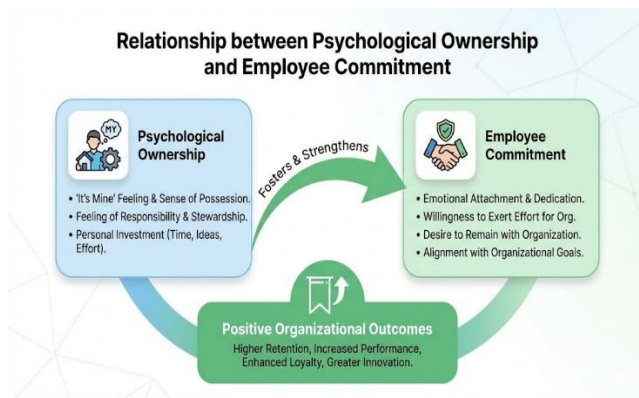 Relationship between Psychological Ownership
and Employee Commitment
MY
Psychological
Ownership
• 'It's Mine' Feeling & Sense of Possession.
• Feeling of Responsibility & Stewardship.
• Personal Investment (Time, Ideas,
Effort).
Fosters & Strengthens
Employee
Commitment
• Emotional Attachment & Dedication.
• Willingness to Exert Effort for Org.
• Desire to Remain with Organization.
• Alignment with Organizational Goals.
Positive Organizational Outcomes
Higher Retention, Increased Performance,
Enhanced Loyalty, Greater Innovation.